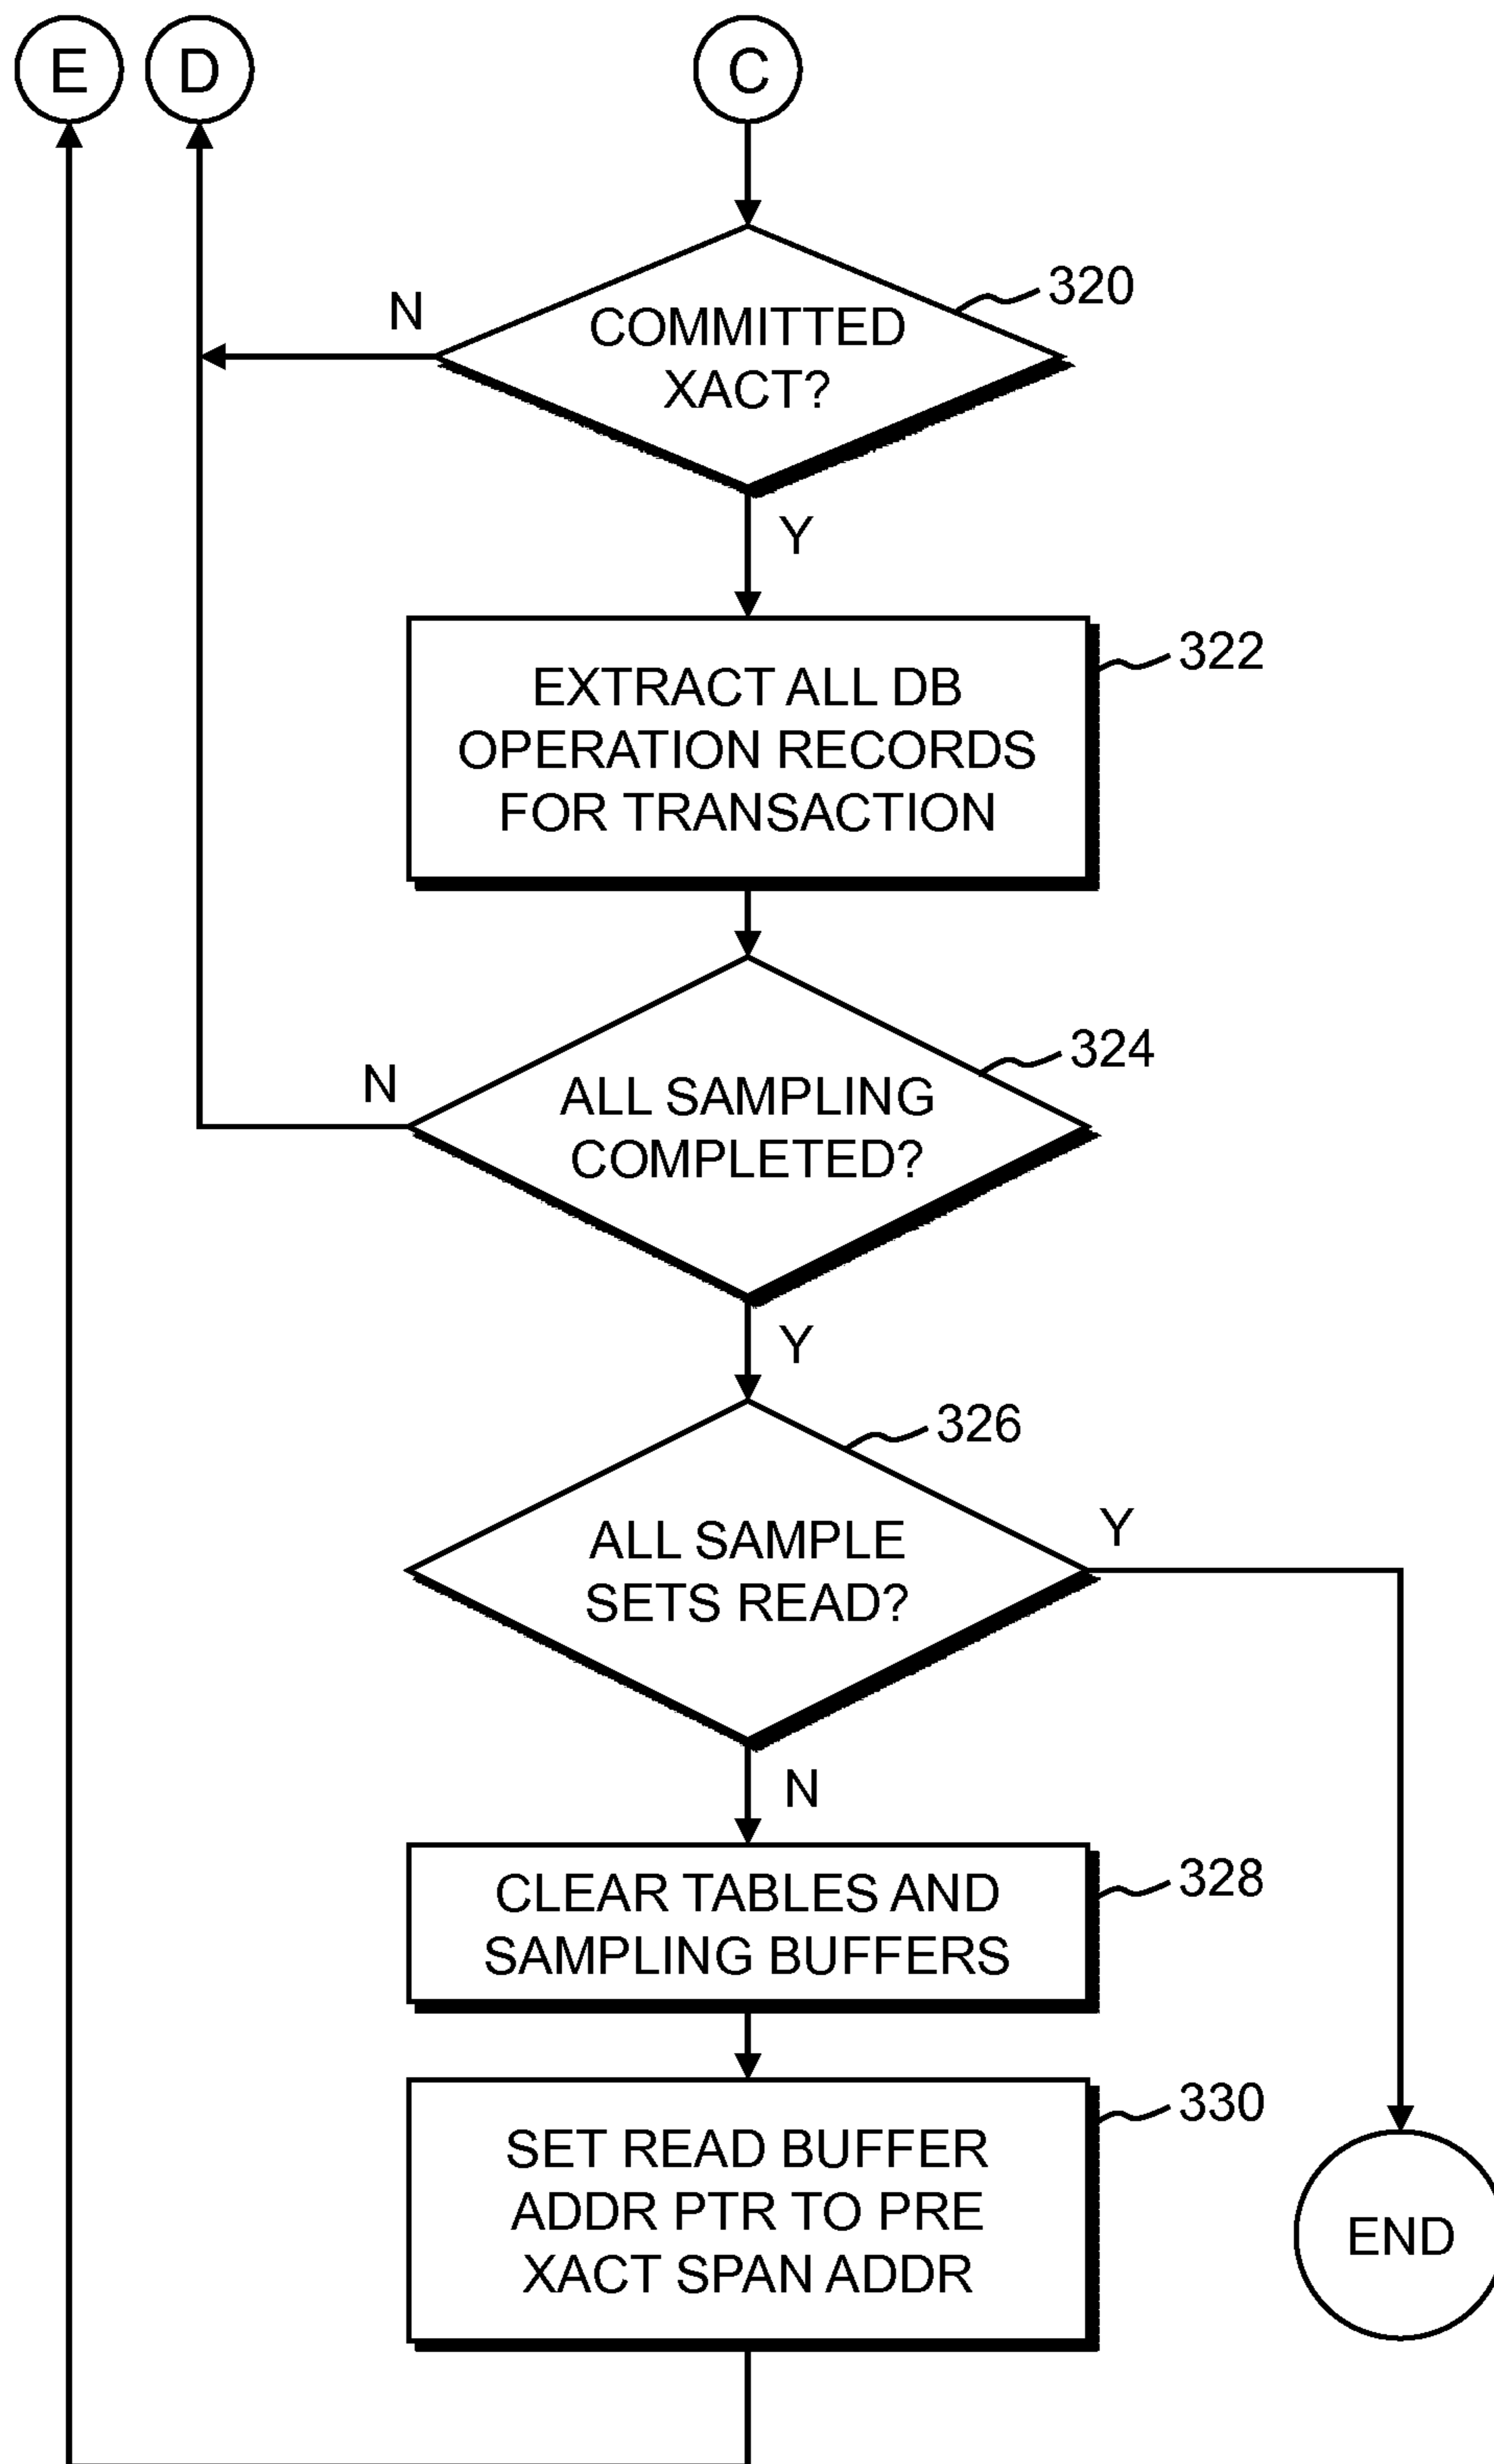 E
D
C
320
N
COMMITTED
XACT?
Y
322
EXTRACT ALL DB
OPERATION RECORDS
FOR TRANSACTION
324
N
ALL SAMPLING
COMPLETED?
Y
326
Y
ALL SAMPLE
SETS READ?
N
328
CLEAR TABLES AND
SAMPLING BUFFERS
330
SET READ BUFFER
ADDR PTR TO PRE
XACT SPAN ADDR
END